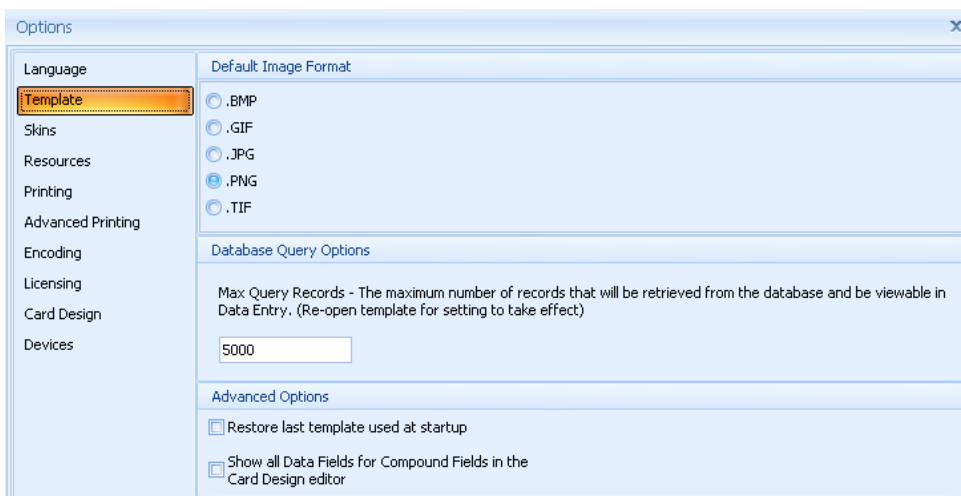 Options
Language
Template
Skins
Resources
Printing
Advanced Printing
Encoding
Licensing
Card Design
Devices
Default Image Format
.BMP
.GIF
.JPG
.PNG
.TIF
Database Query Options
Max Query Records - The maximum number of records that will be retrieved from the database and be viewable in
Data Entry. (Re-open template for setting to take effect)
5000
Advanced Options
Restore last template used at startup
Show all Data Fields for Compound Fields in the
Card Design editor